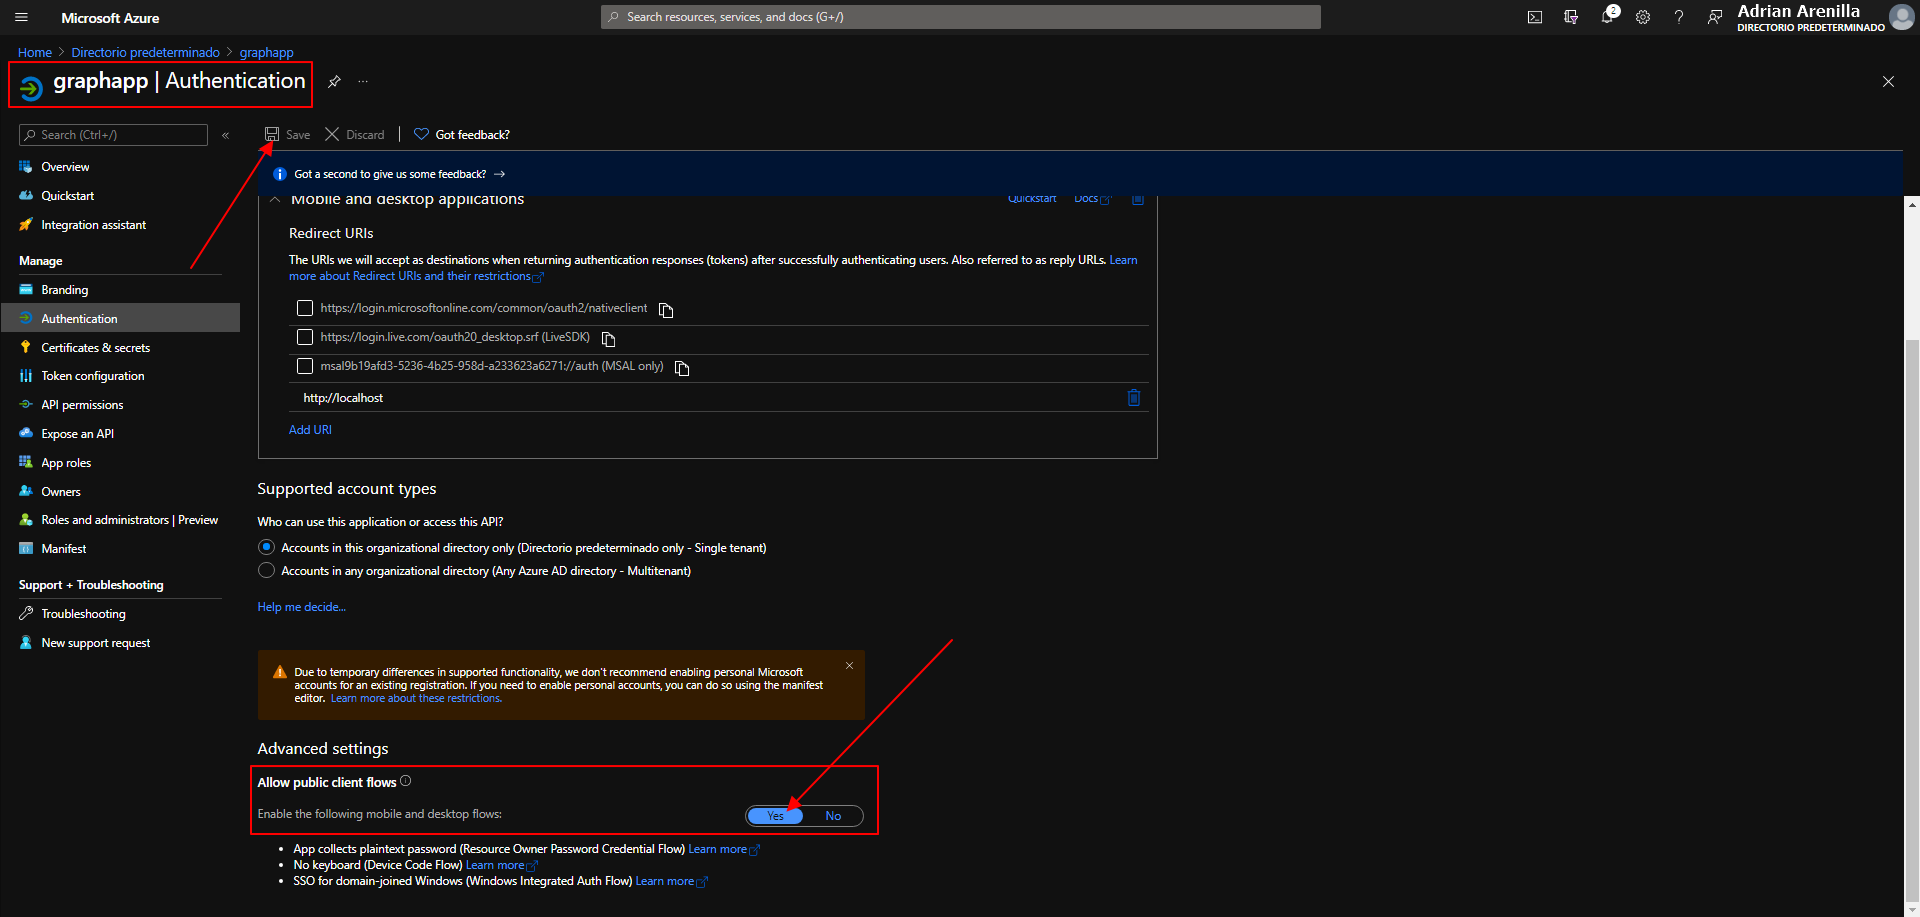 Microsoft Azure
Search resources, services, and docs (G+/)
2
Adrian Arenilla
DIRECTORIO PREDETERMINADO
Home > Directorio predeterminado > graphapp
graphapp | Authentication
Search (Ctrl+/)
Save
Discard
Got feedback?
Got a second to give us some feedback? →
Overview
Quickstart
Integration assistant
Manage
Branding
Authentication
Certificates & secrets
Token configuration
API permissions
Expose an API
App roles
Owners
Roles and administrators | Preview
Manifest
Support + Troubleshooting
Troubleshooting
New support request
Mobile and desktop applications
Quickstart
Docs
Redirect URIs
The URIs we will accept as destinations when returning authentication responses (tokens) after successfully authenticating users. Also referred to as reply URLs. Learn
more about Redirect URIs and their restrictions
https://login.microsoftonline.com/common/oauth2/nativeclient
https://login.live.com/oauth20_desktop.srf (LiveSDK)
msal9b19afd3-5236-4b25-958d-a233623a6271://auth (MSAL only)
http://localhost
Add URI
Supported account types
Who can use this application or access this API?
Accounts in this organizational directory only (Directorio predeterminado only - Single tenant)
Accounts in any organizational directory (Any Azure AD directory - Multitenant)
Help me decide...
Due to temporary differences in supported functionality, we don't recommend enabling personal Microsoft
accounts for an existing registration. If you need to enable personal accounts, you can do so using the manifest
editor. Learn more about these restrictions.
Advanced settings
Allow public client flows
Enable the following mobile and desktop flows:
Yes
No
• App collects plaintext password (Resource Owner Password Credential Flow) Learn more
• No keyboard (Device Code Flow) Learn more
• SSO for domain-joined Windows (Windows Integrated Auth Flow) Learn more